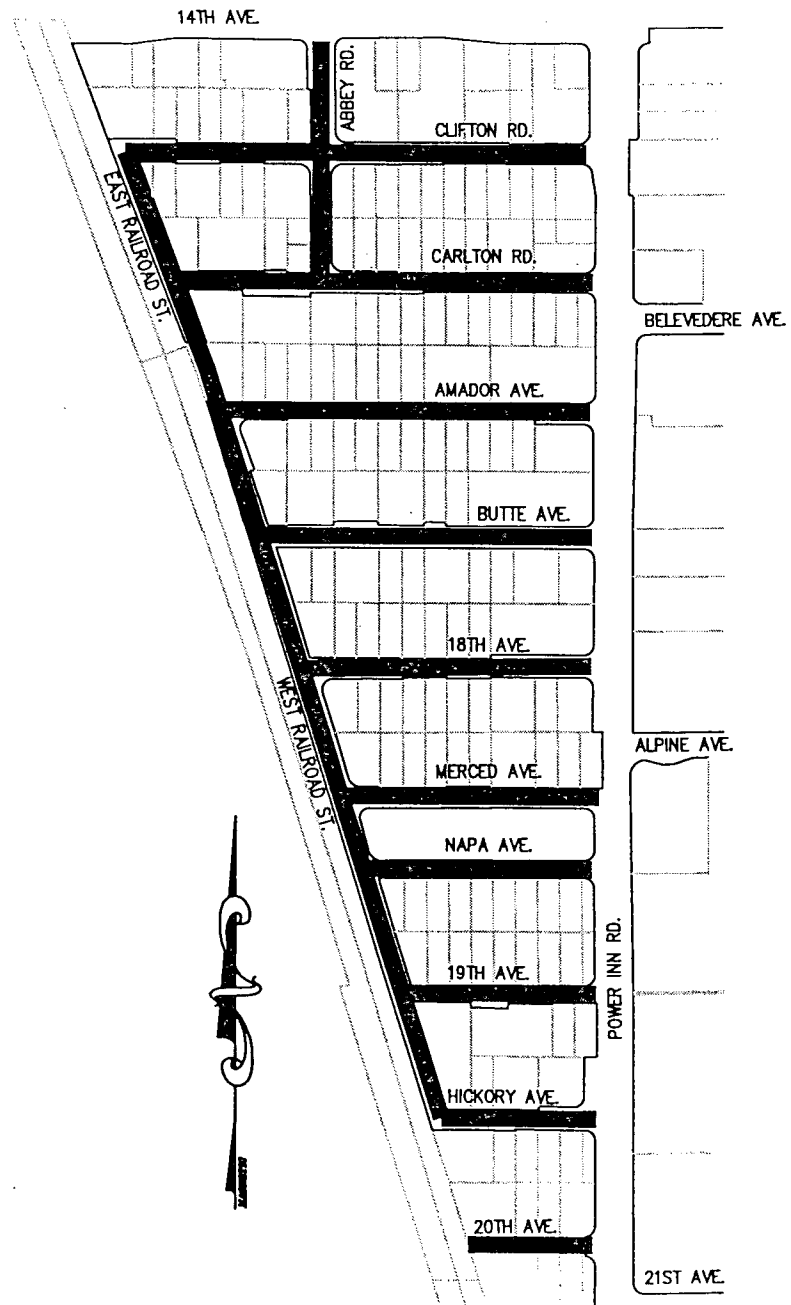 14TH AVE.
ABBEY RD.
CLIFTON RD.
EAST RAILROAD ST.
CARLTON RD.
BELEVEDERE AVE.
AMADOR AVE.
BUTTE AVE.
18TH AVE.
WEST RAILROAD ST.
ALPINE AVE.
MERCED AVE.
NAPA AVE.
POWER INN RD.
19TH AVE.
HICKORY AVE.
20TH AVE.
21ST AVE.